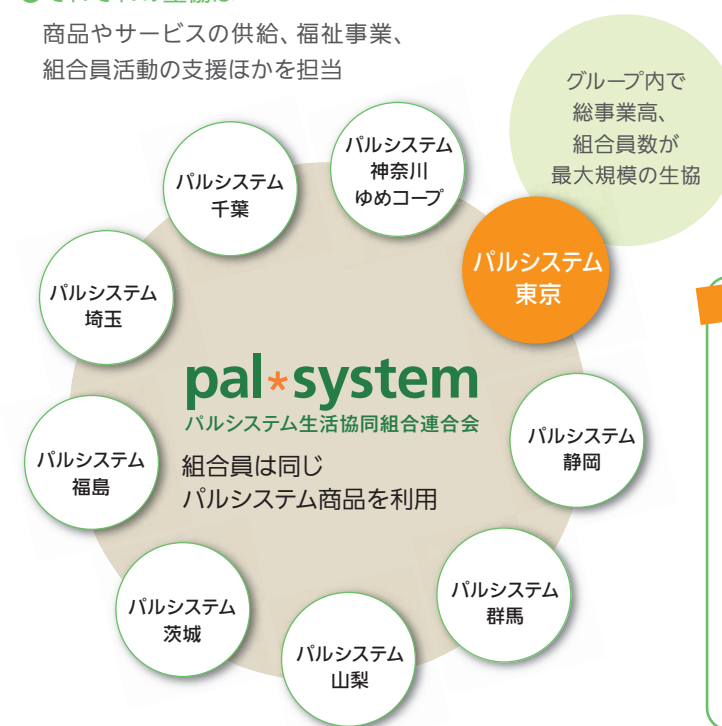 商品やサービスの供給、福祉事業、
組合員活動の支援ほかを担当
グループ内で
総事業高、
組合員数が
最大規模の生協
パルシステム
神奈川
ゆめコープ
パルシステム
千葉
パルシステム
東京
パルシステム
埼玉
pal*system
パルシステム生活協同組合連合会
組合員は同じ
パルシステム商品を利用
パルシステム
静岡
パルシステム
福島
パルシステム
群馬
パルシステム
茨城
パルシステム
山梨